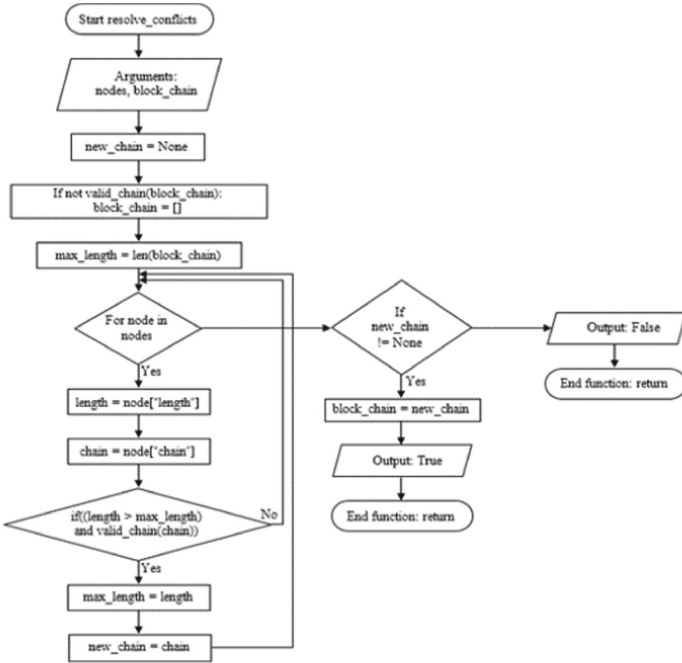 Start resolve_conflicts
Arguments:
nodes, block_chain
new_chain = None
If not valid_chain(block_chain):
block_chain = []
max_length = len(block_chain)
For node in
nodes
Yes
length = node["length"]
chain = node["chain"]
if((length > max_length)
and valid_chain(chain))
No
Yes
max_length = length
new_chain = chain
If
new_chain
!= None
Yes
block_chain = new_chain
Output: True
End function: return
Output: False
End function: return